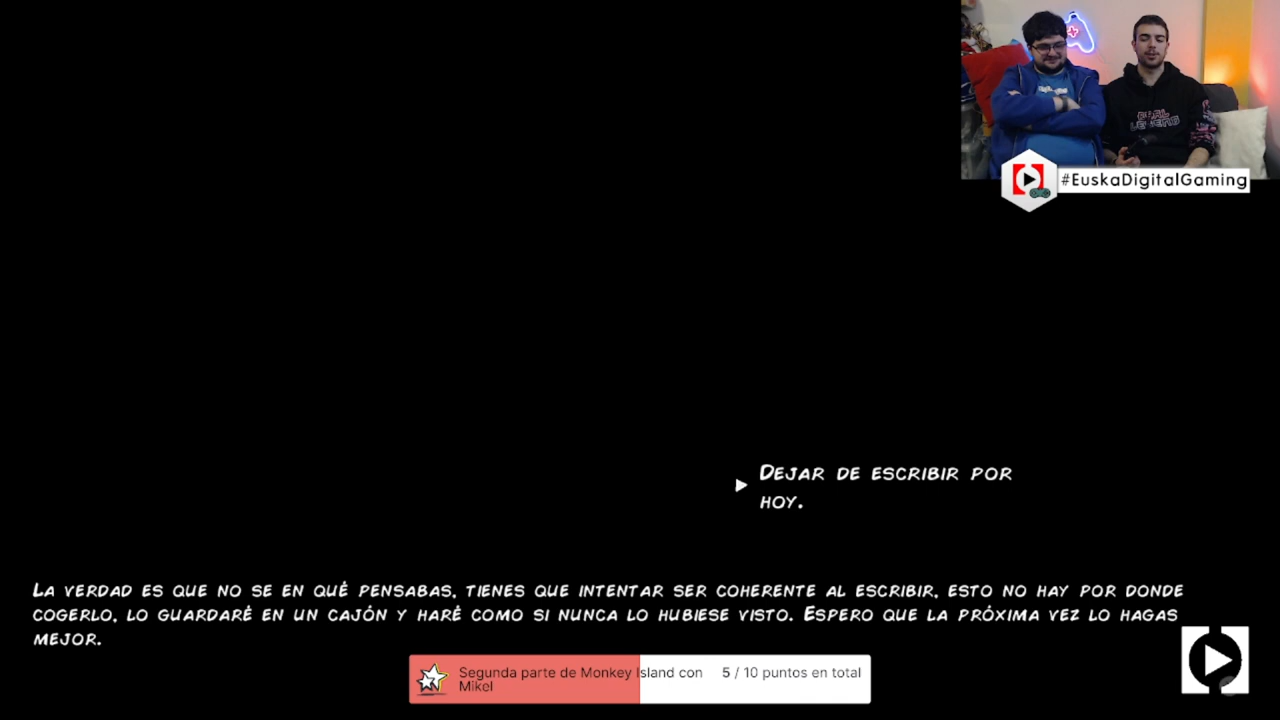 #EuskaDigitalGaming
DEJAR DE ESCRIBIR POR
HOY.
LA VERDAD ES QUE NO SE EN QUÉ PENSABAS, TIENES QUE INTENTAR SER COHERENTE AL ESCRIBIR, ESTO NO HAY POR DONDE
COGERLO, LO GUARDARÉ EN UN CAJÓN Y HARÉ COMO SI NUNCA LO HUBIESE VISTO. ESPERO QUE LA PRÓXIMA VEZ LO HAGAS
MEJOR.
Segunda parte de Monkey Island con 5 / 10 puntos en total
Mikel